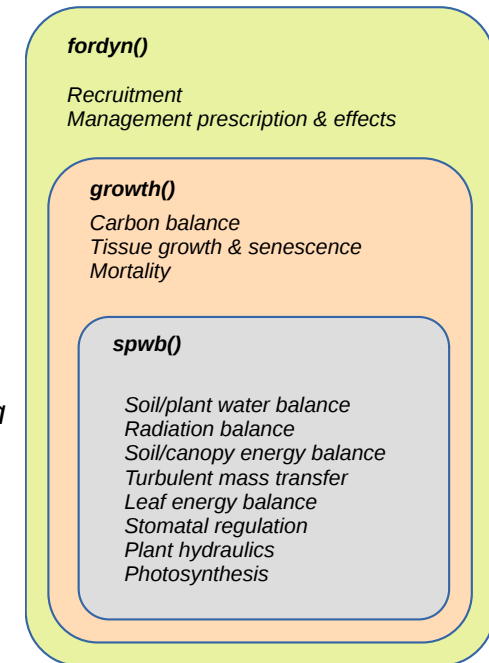 fordyn()
Recruitment
Management prescription & effects
growth()
Carbon balance
Tissue growth & senescence
Mortality
spwb()
Soil/plant water balance
Radiation balance
Soil/canopy energy balance
Turbulent mass transfer
Leaf energy balance
Stomatal regulation
Plant hydraulics
Photosynthesis